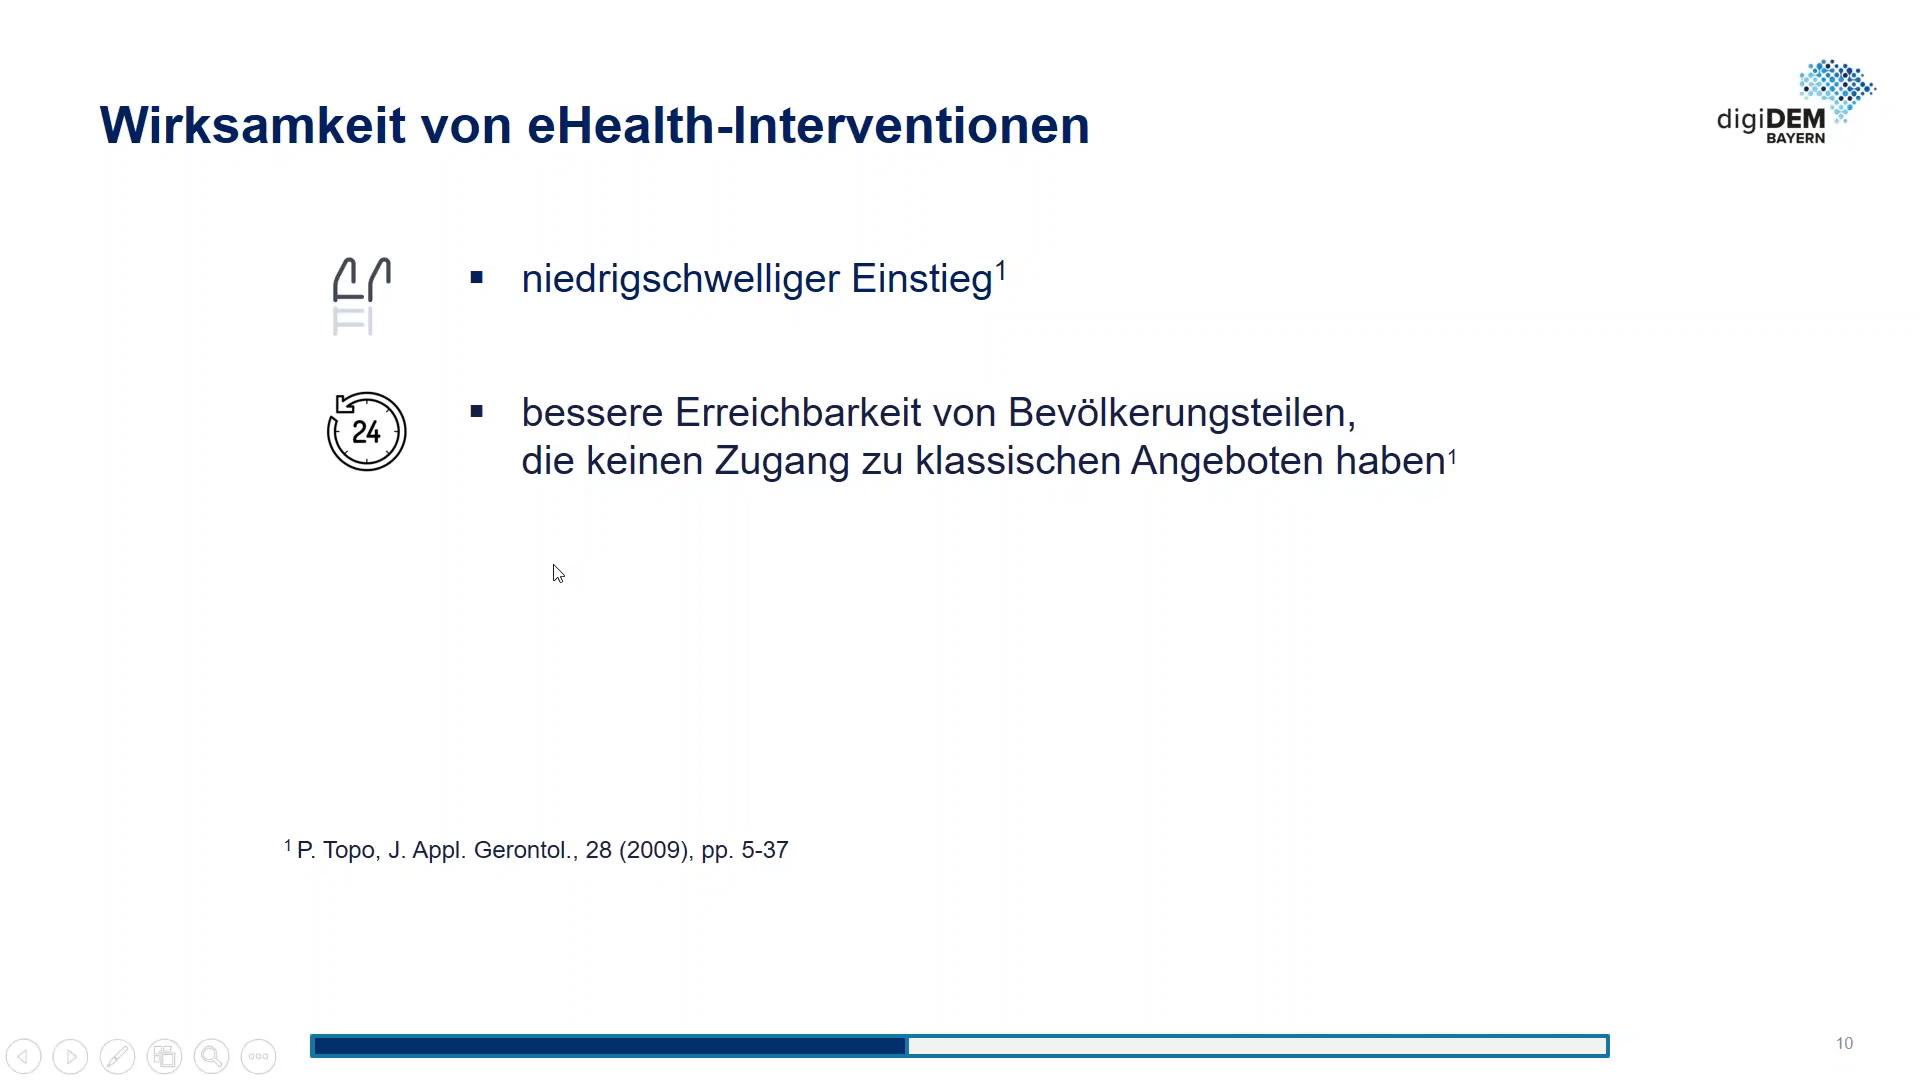 Wirksamkeit von eHealth-Interventionen
digiDEM
BAYERN
▪ niedrigschwelliger Einstieg¹
24
▪ bessere Erreichbarkeit von Bevölkerungsteilen,
die keinen Zugang zu klassischen Angeboten haben¹
¹ P. Topo, J. Appl. Gerontol., 28 (2009), pp. 5-37
10